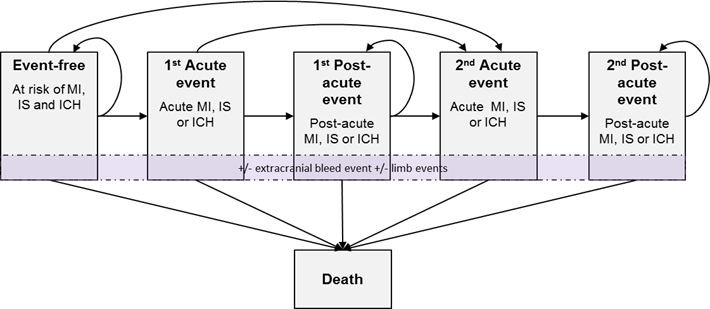 Event-free
At risk of MI,
IS and ICH
1st Acute
event
Acute MI, IS
or ICH
1st Post-
acute
event
Post-acute
MI, IS or ICH
2nd Acute
event
Acute MI, IS
or ICH
2nd Post-
acute
event
Post-acute
MI, IS or ICH
+/- extracranial bleed event +/- limb events
Death